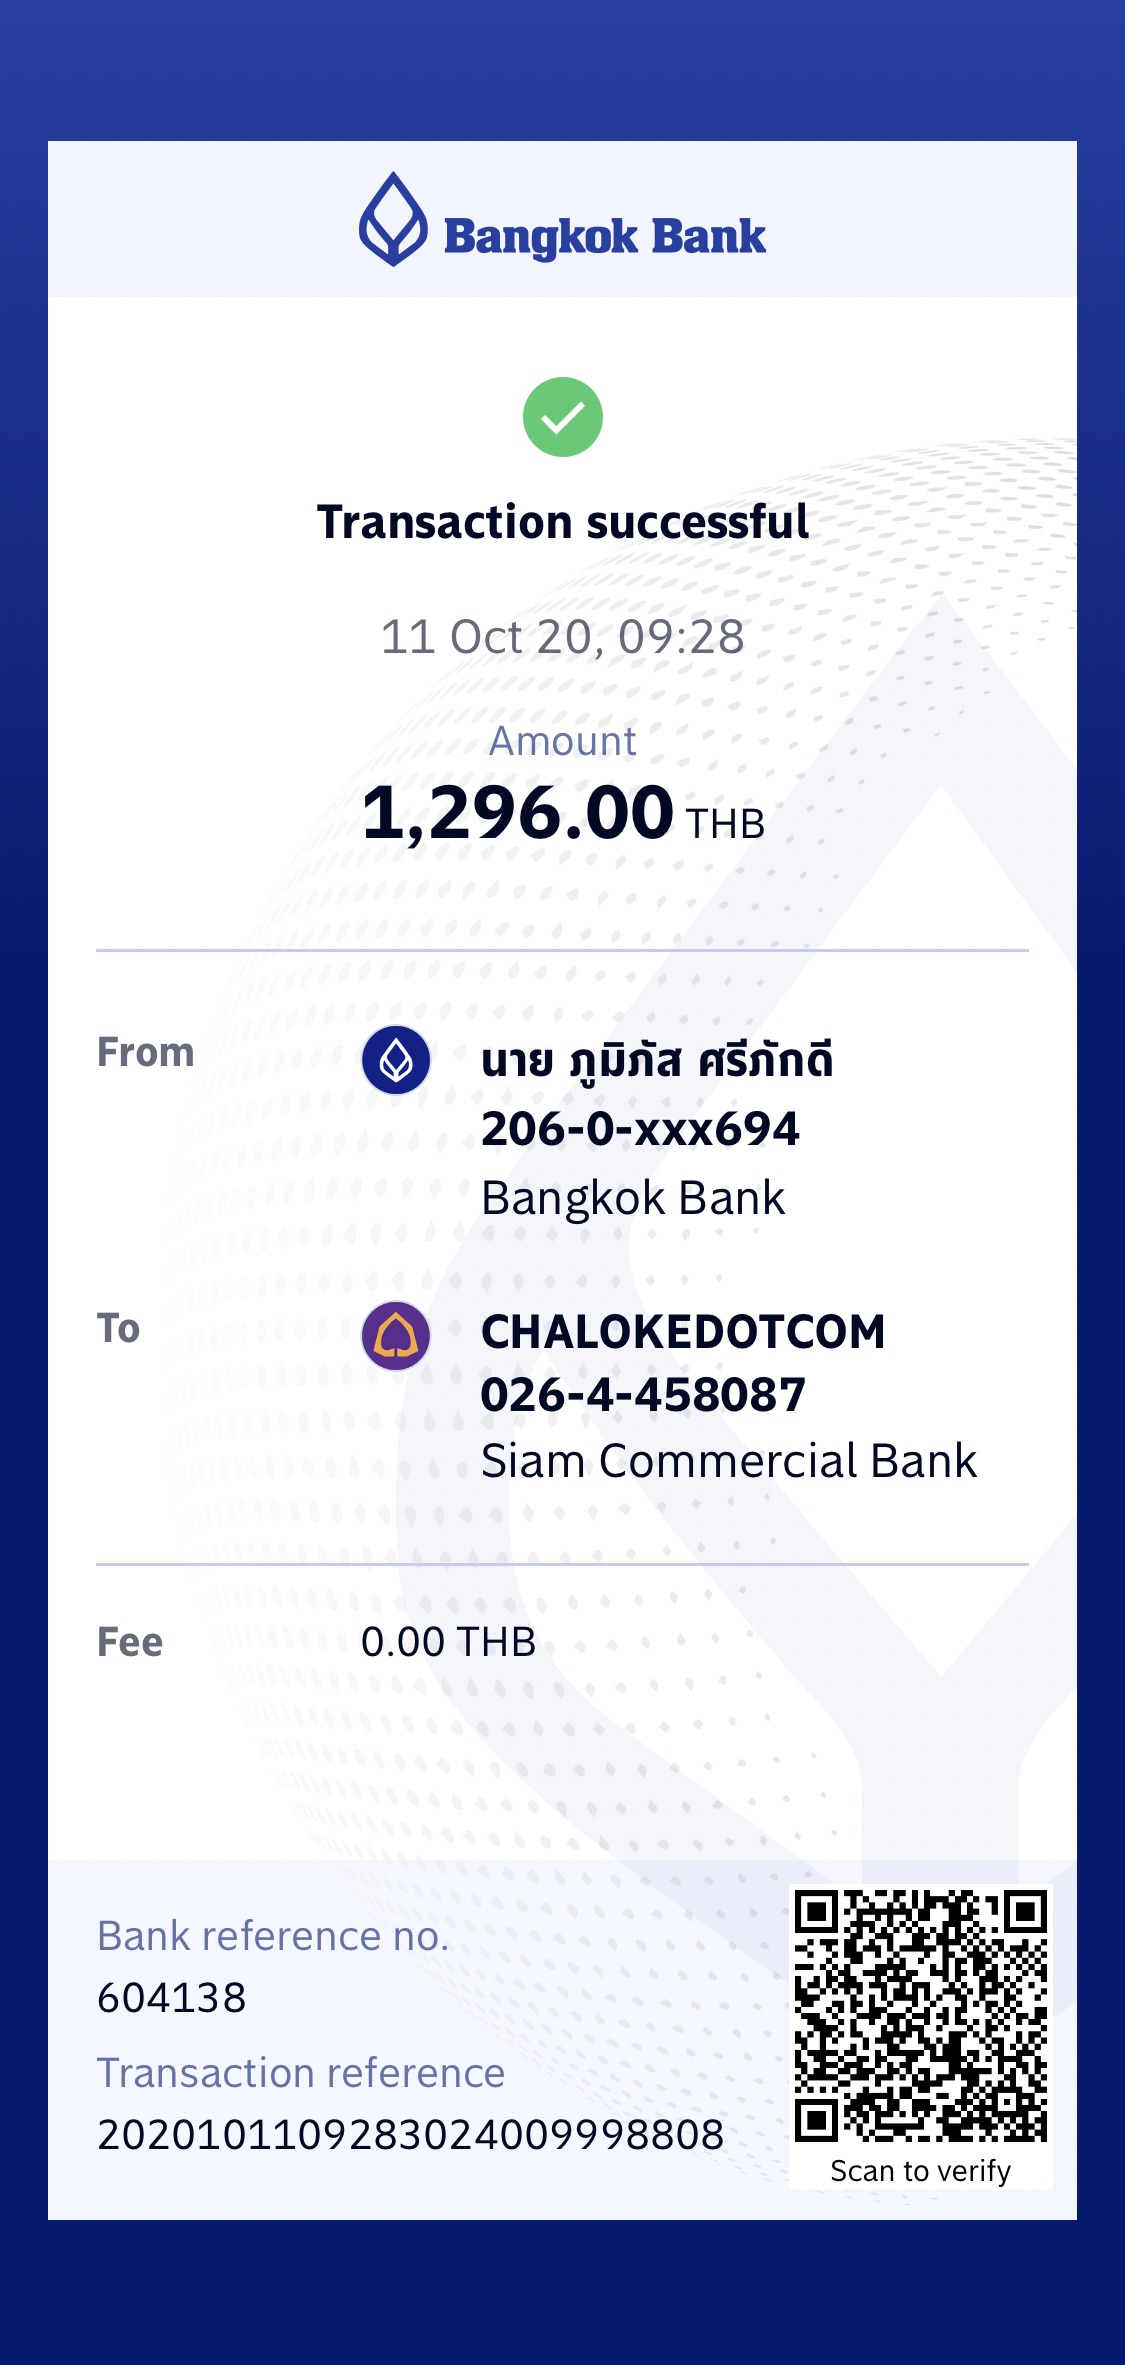 Bangkok Bank
Transaction successful
11 Oct 20, 09:28
Amount
1,296.00 THB
From
นาย ภูมิภัส ศรีภักดี
206-0-xxx694
Bangkok Bank
To
CHALOKEDOTCOM
026-4-458087
Siam Commercial Bank
Fee
0.00 THB
Bank reference no.
604138
Transaction reference
2020101109283024009998808
Scan to verify